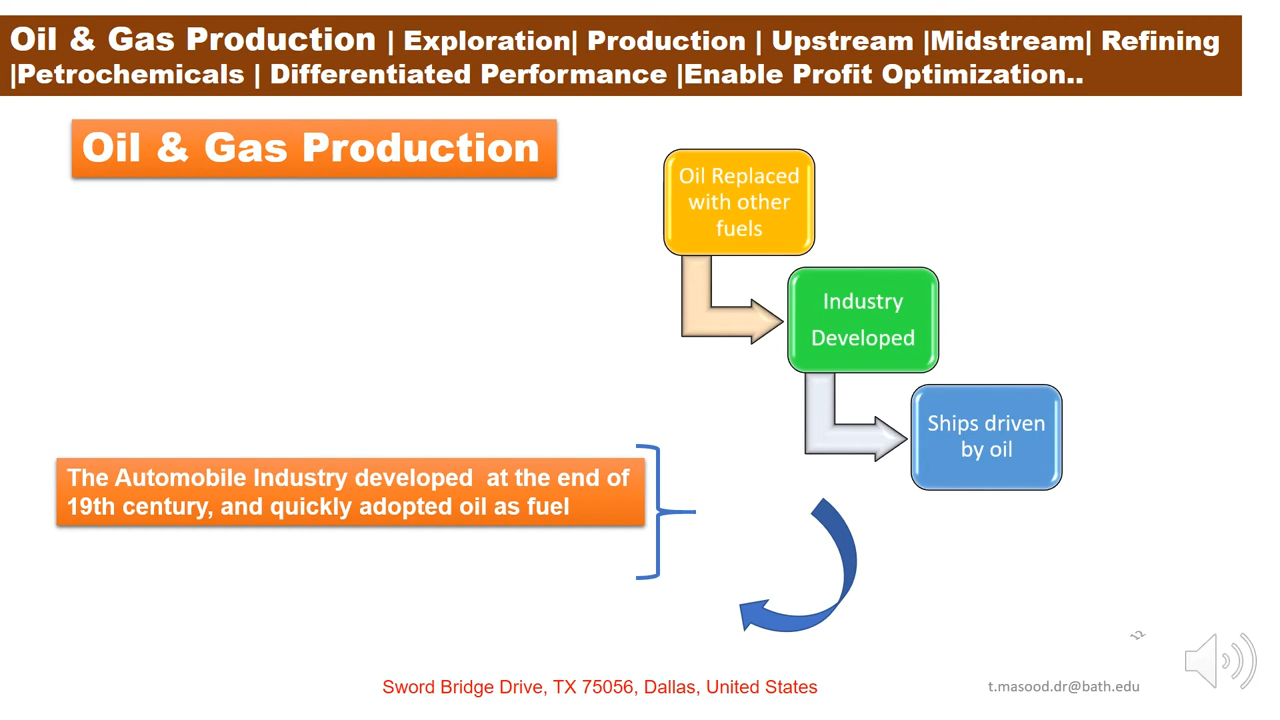 Oil & Gas Production | Exploration| Production | Upstream |Midstream| Refining
|Petrochemicals | Differentiated Performance |Enable Profit Optimization..
Oil & Gas Production
Oil Replaced
with other
fuels
Industry
Developed
Ships driven
by oil
The Automobile Industry developed  at the end of
19th century, and quickly adopted oil as fuel
12
Sword Bridge Drive, TX 75056, Dallas, United States
t.masood.dr@bath.edu